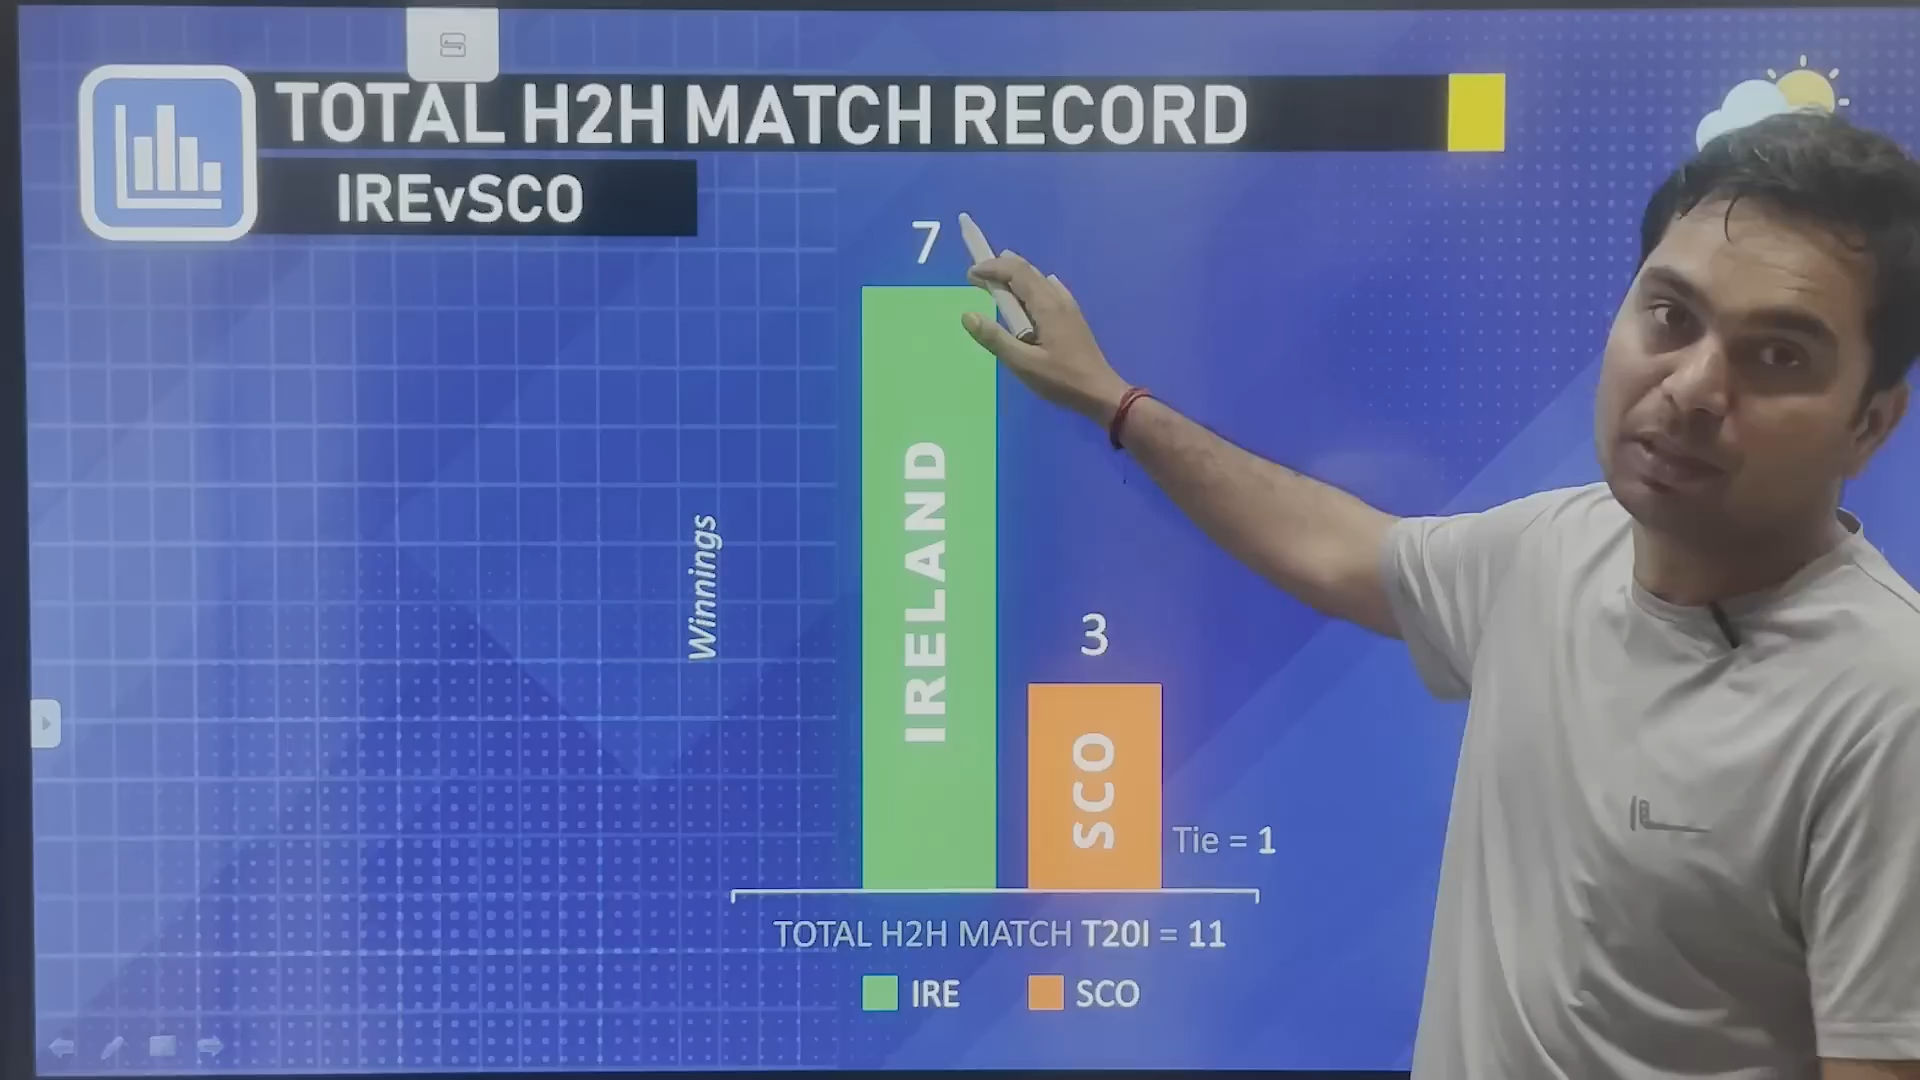 TOTAL H2H MATCH RECORD
IREvSCO
7
Winnings
IRELAND
3
SCO
Tie = 1
TOTAL H2H MATCH T20I = 11
IRE
SCO